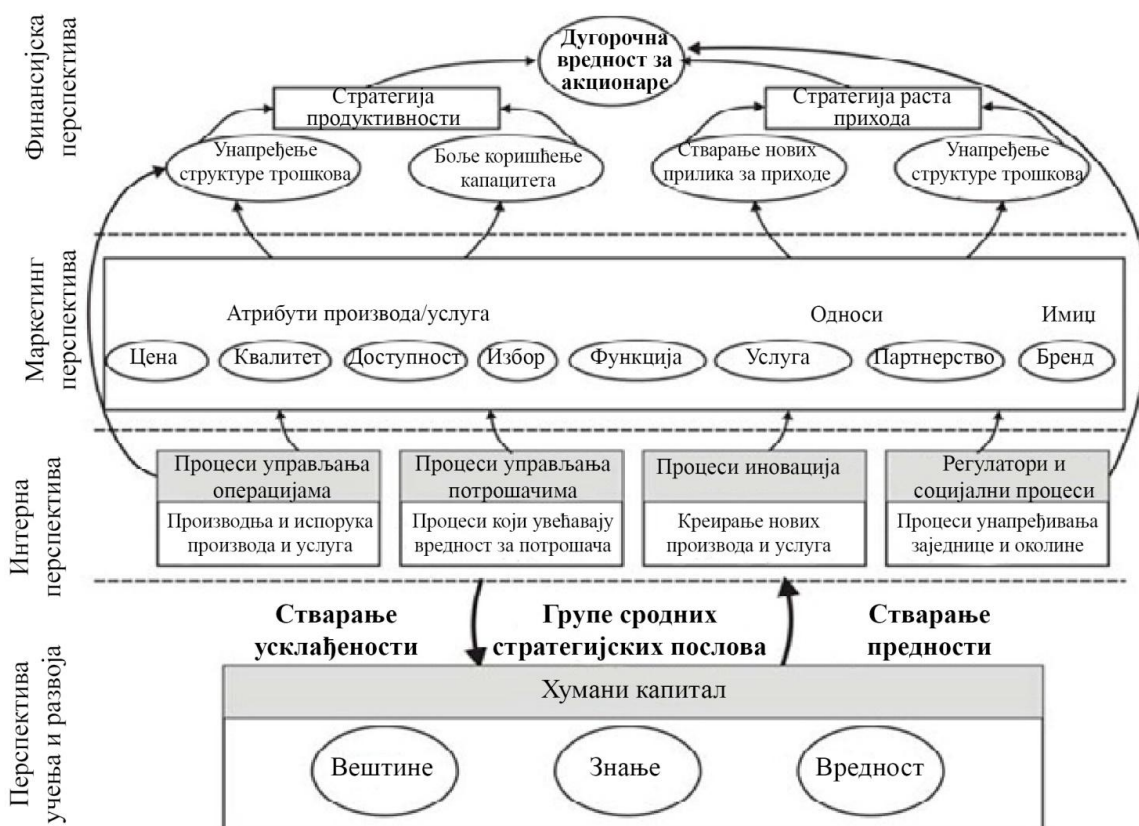 Финансијска
перспектива
Дугорочна
вредност за
акционаре
Стратегија
продуктивности
Стратегија раста
прихода
Унапређење
структуре трошкова
Боље коришћење
капацитета
Стварање нових
прилика за приходе
Унапређење
структуре трошкова
Маркетинг
перспектива
Атрибути производа/услуга
Односи
Имиџ
Цена
Квалитет
Доступност
Избор
Функција
Услуга
Партнерство
Бренд
Интерна
перспектива
Процеси управљања
операцијама
Производња и испорука
производа и услуга
Процеси управљања
потрошачима
Процеси који увећавају
вредност за потрошача
Процеси иновација
Креирање нових
производа и услуга
Регулатори и
социјални процеси
Процеси унапређивања
заједнице и околине
Перспектива
учења и развоја
Стварање
усклађености
Групе сродних
стратегијских послова
Стварање
предности
Хумани капитал
Вештине
Знање
Вредност